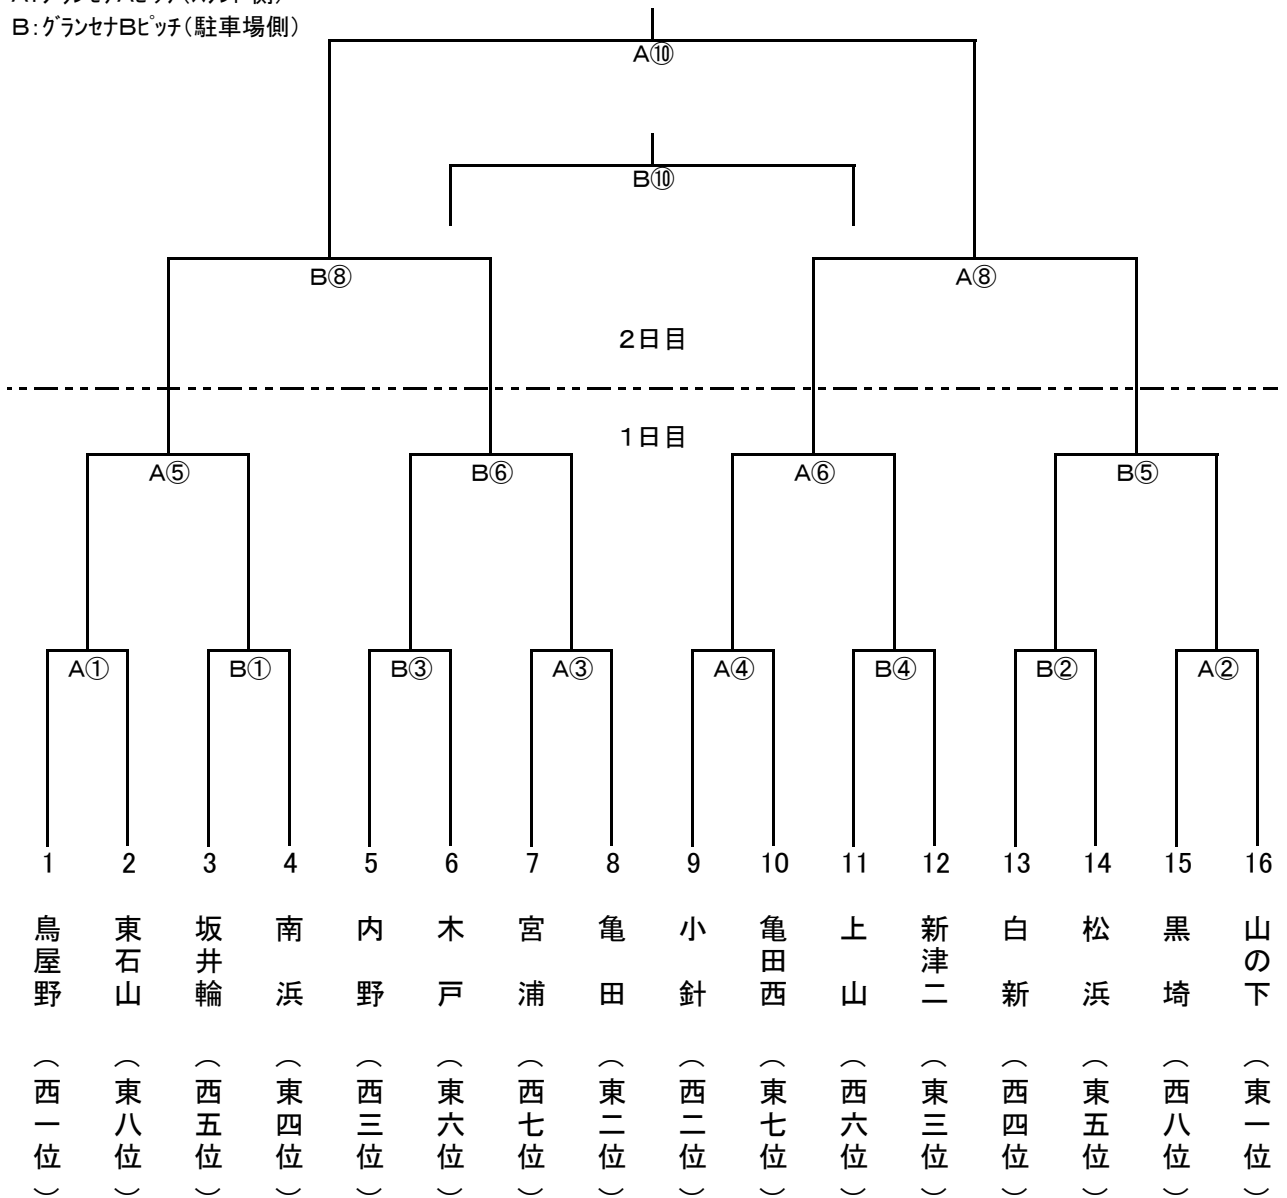 B:グランセナBピッチ(駐車場側)
A⑩
B⑩
B⑧ A⑧
2日目
1日目
A⑤ B⑥ A⑥ B⑤
A① B① B③ A③ A④ B④ B② A②
1 2 3 4 5 6 7 8 9 10 11 12 13 14 15 16
鳥屋野(西一位)
東石山(東八位)
坂井輪(西五位)
南浜(東四位)
内野(西三位)
木戸(東六位)
宮浦(西七位)
亀田(東二位)
小針(西二位)
亀田西(東七位)
上山(西六位)
新津二(東三位)
白新(西四位)
松浜(東五位)
黒埼(西八位)
山の下(東一位)